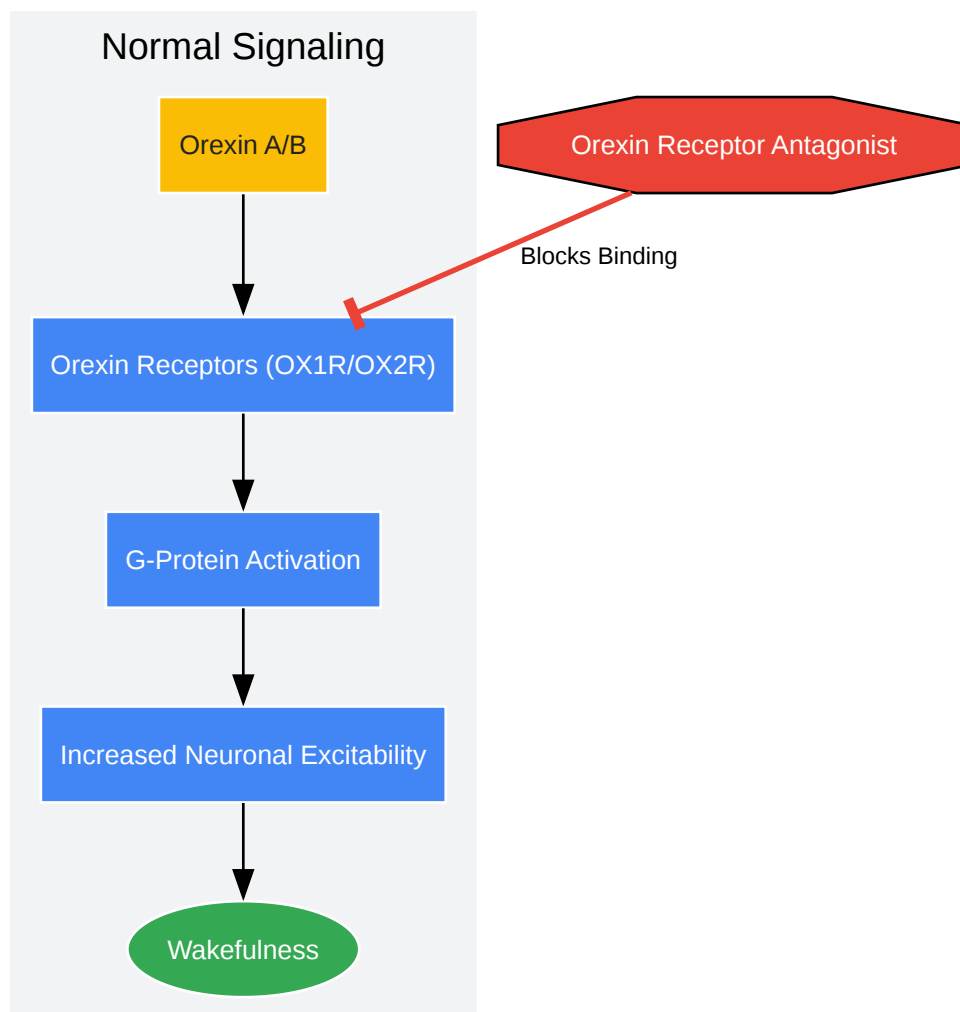 Normal Signaling
Orexin A/B
Orexin Receptor Antagonist
Blocks Binding
Orexin Receptors (OX1R/OX2R)
G-Protein Activation
Increased Neuronal Excitability
Wakefulness